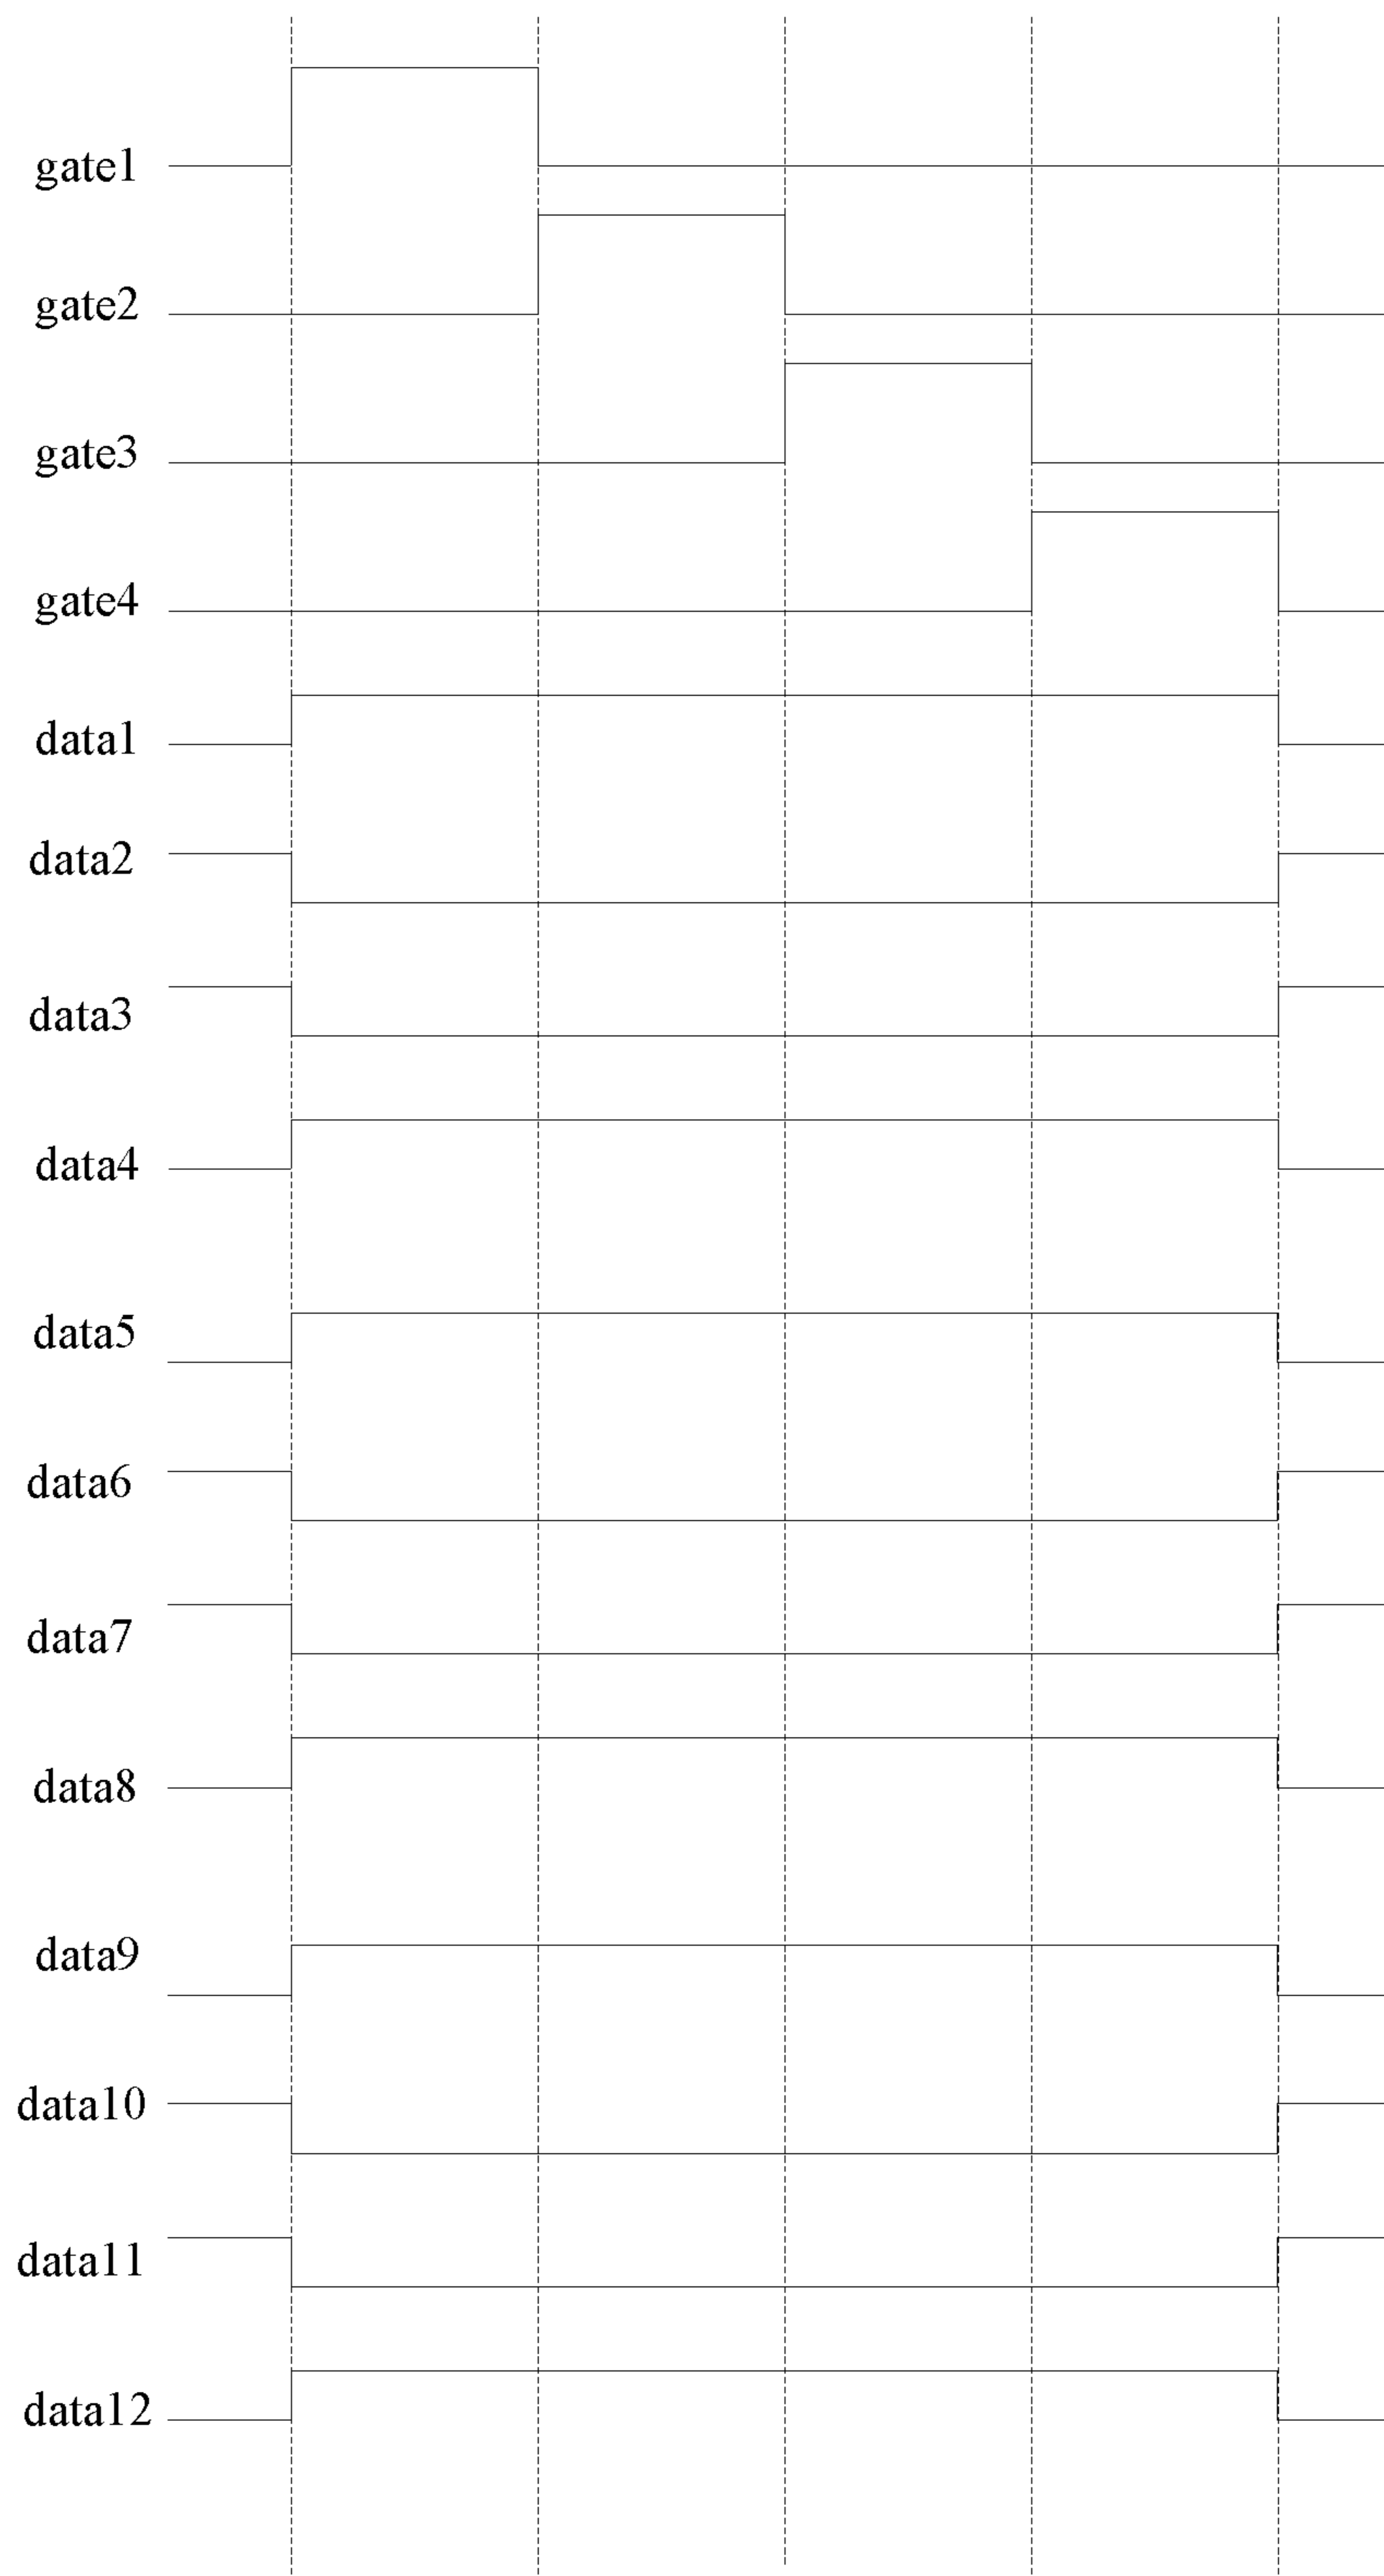 gate1
gate2
gate3
gate4
data1
data2
data3
data4
data5
data6
data7
data8
data9
data10
data11
data12